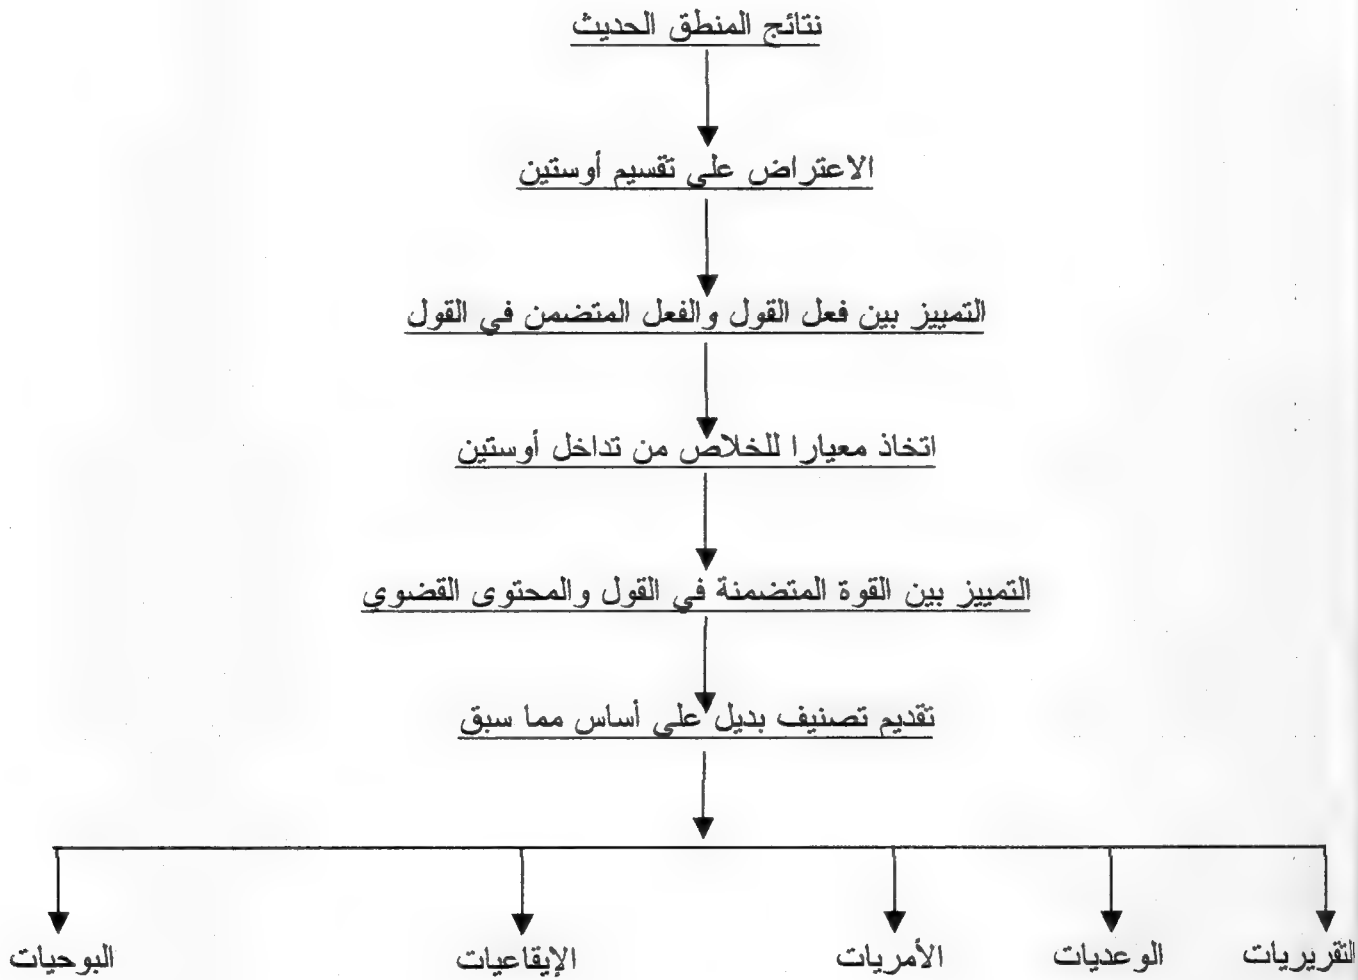 نتائج المنطق الحديث
الاعتراض على تقسيم أوستين
التمييز بين فعل القول والفعل المتضمن في القول
اتخاذ معيارا للخلاص من تداخل أوستين
التمييز بين القوة المتضمنة في القول والمحتوى القضوي
تقديم تصنيف بديل على أساس مما سبق
التقريريات الوعديات الأمريات الإيقاعيات البوحيات